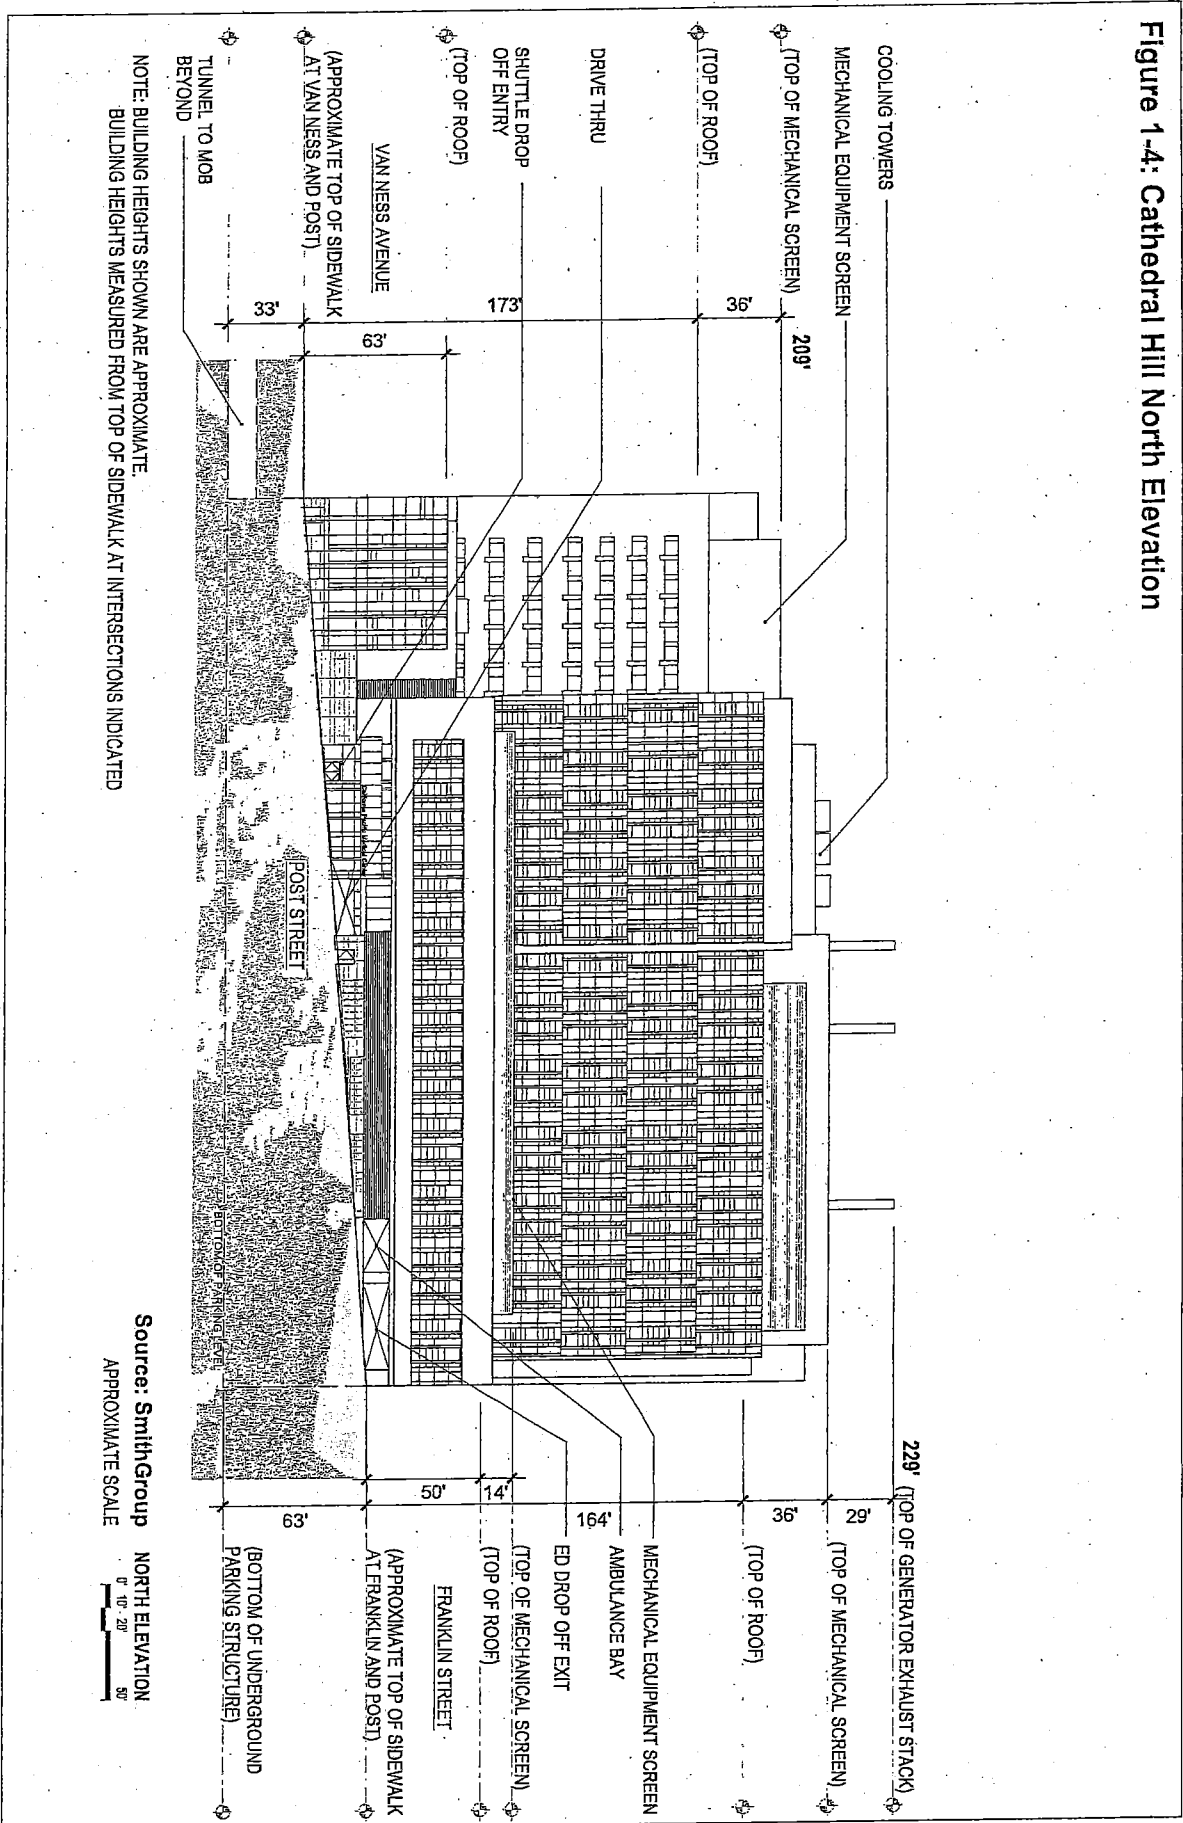 Figure 1-4: Cathedral Hill North Elevation
COOLING TOWERS
MECHANICAL EQUIPMENT SCREEN
(TOP OF MECHANICAL SCREEN)
(TOP OF ROOF)
DRIVE THRU
SHUTTLE DROP
OFF ENTRY
(TOP OF ROOF)
VAN NESS AVENUE
(APPROXIMATE TOP OF SIDEWALK
AT VAN NESS AND POST)
TUNNEL TO MOB
BEYOND
209'
36'
173'
63'
33'
POST STREET
BOTTOM OF PARKING LEVEL
229'
(TOP OF GENERATOR EXHAUST STACK)
29'
(TOP OF MECHANICAL SCREEN)
36'
(TOP OF ROOF)
164'
MECHANICAL EQUIPMENT SCREEN
AMBULANCE BAY
ED DROP OFF EXIT
(TOP OF MECHANICAL SCREEN)
14'
(TOP OF ROOF)
50'
FRANKLIN STREET
(APPROXIMATE TOP OF SIDEWALK
AT FRANKLIN AND POST)
63'
(BOTTOM OF UNDERGROUND
PARKING STRUCTURE)
NOTE: BUILDING HEIGHTS SHOWN ARE APPROXIMATE.
BUILDING HEIGHTS MEASURED FROM TOP OF SIDEWALK AT INTERSECTIONS INDICATED
Source: SmithGroup
APPROXIMATE SCALE
NORTH ELEVATION
0' 10' 20' 50'